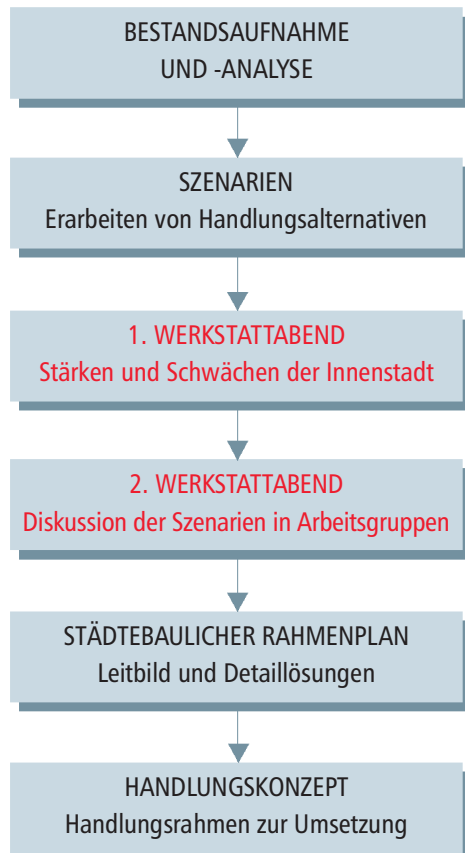 BESTANDSAUFNAHME
UND -ANALYSE
SZENARIEN
Erarbeiten von Handlungsalternativen
1. WERKSTATTABEND
Stärken und Schwächen der Innenstadt
2. WERKSTATTABEND
Diskussion der Szenarien in Arbeitsgruppen
STÄDTEBAULICHER RAHMENPLAN
Leitbild und Detaillösungen
HANDLUNGSKONZEPT
Handlungsrahmen zur Umsetzung